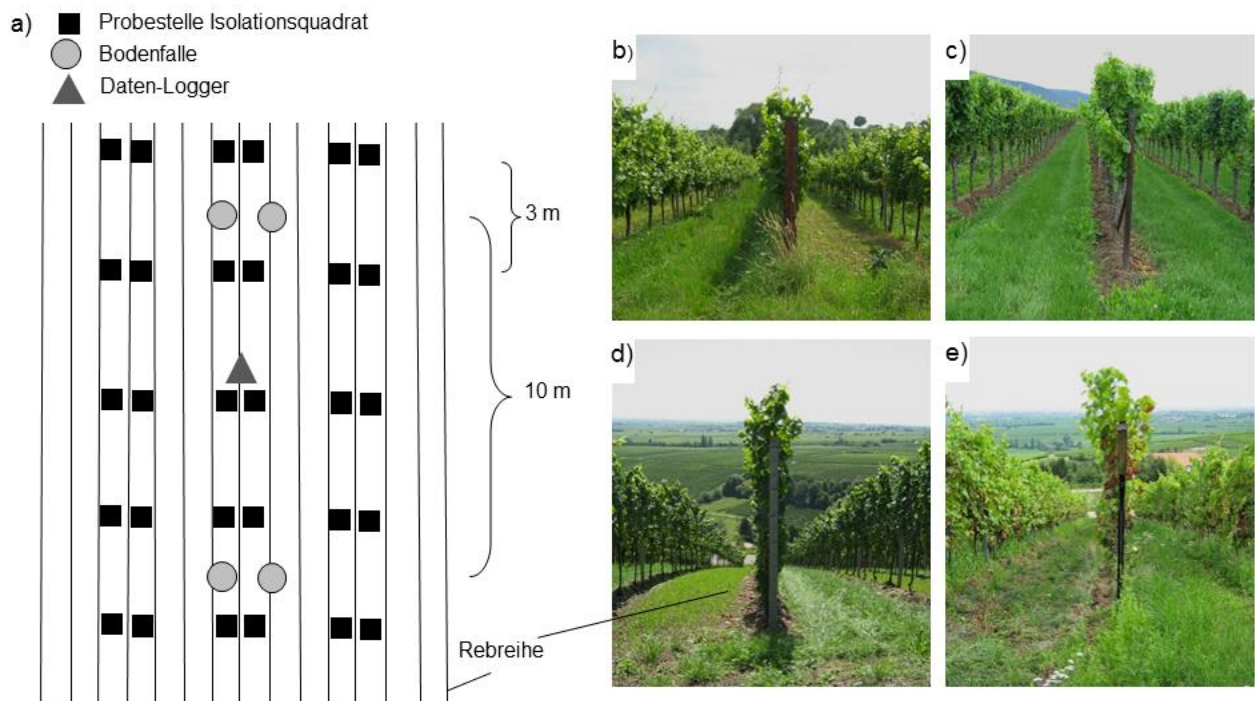 a)
Probestelle Isolationsquadrat
Bodenfalle
Daten-Logger
3 m
10 m
Rebreihe
b)
c)
d)
e)